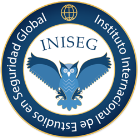 Instituto Internacional de Estudios en Seguridad Global
INISEG